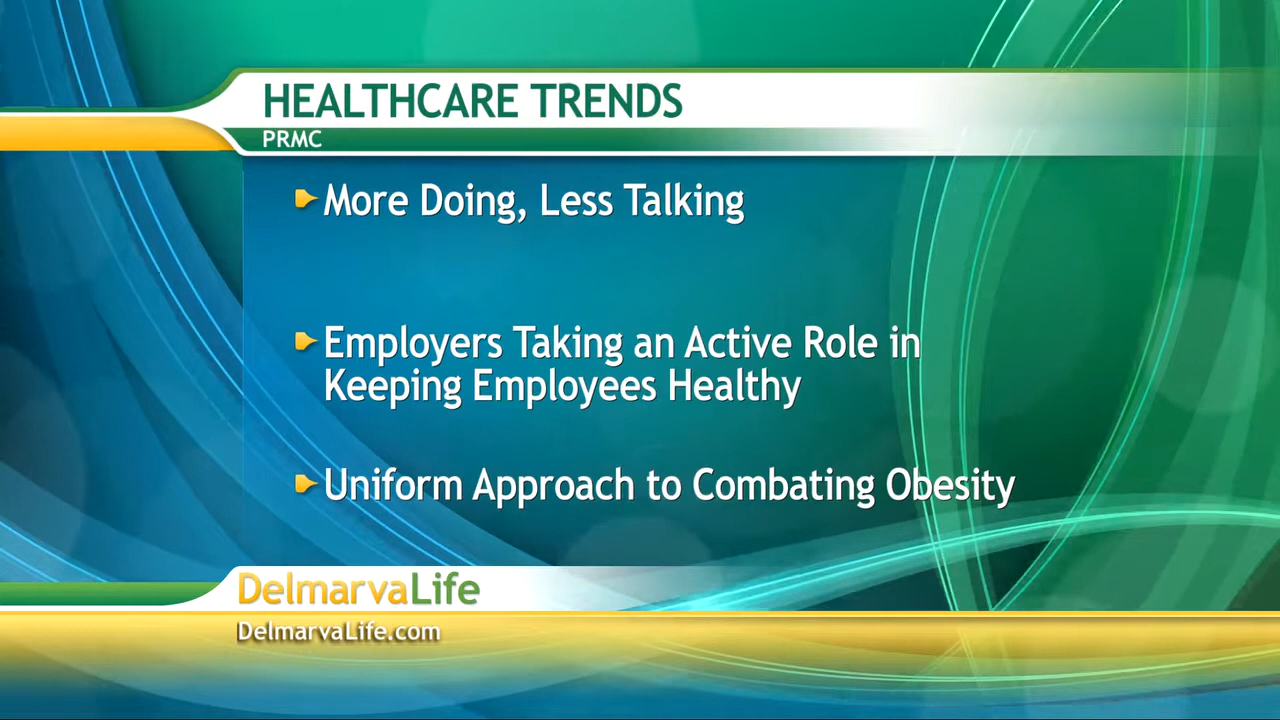 HEALTHCARE TRENDS
PRMC
More Doing, Less Talking
Employers Taking an Active Role in
Keeping Employees Healthy
Uniform Approach to Combating Obesity
DelmarvaLife
DelmarvaLife.com